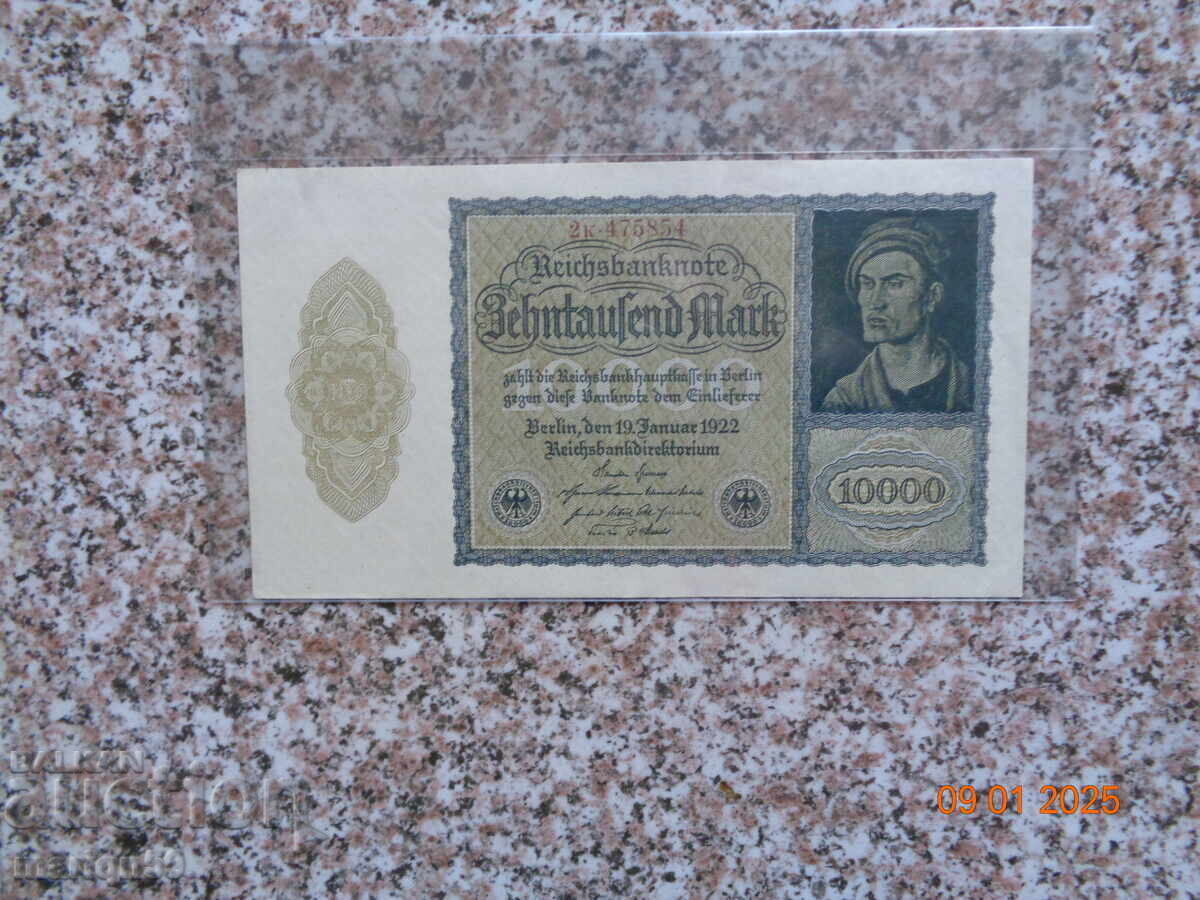 2K·475854
Reichsbanknote
Zehntausend Mark
10000
zahlt die Reichsbankhauptkasse in Berlin
gegen diese Banknote dem Einlieferer
Berlin, den 19. Januar 1922
Reichsbankdirektorium
10000
BALKAN
auction
09 01 2025